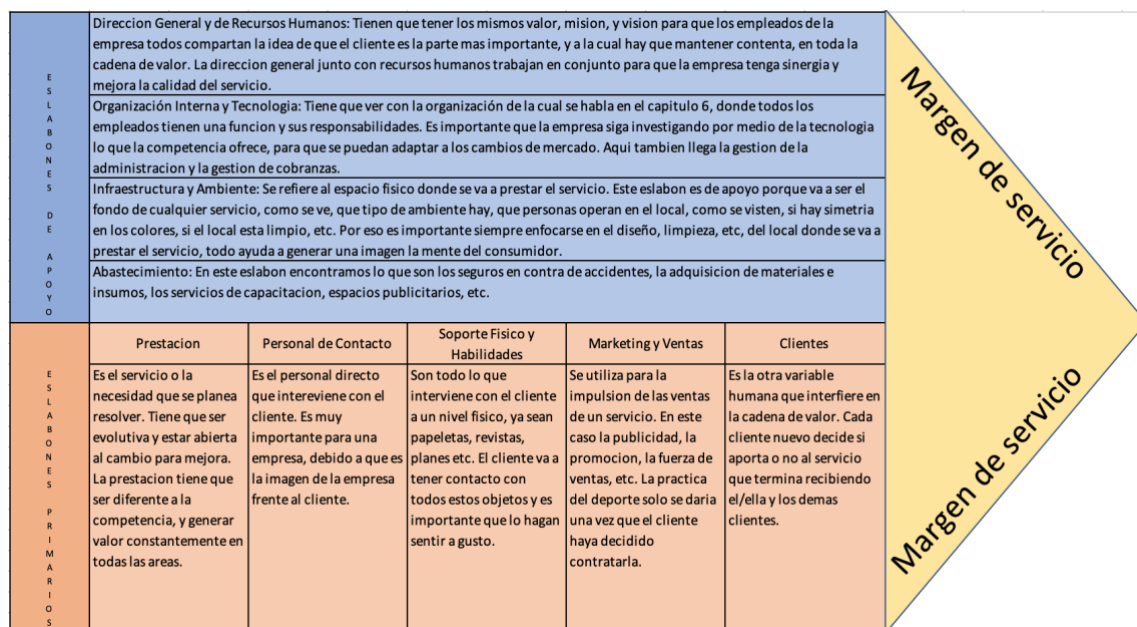 ESLABONES DE APOYO
Direccion General y de Recursos Humanos: Tienen que tener los mismos valor, mision, y vision para que los empleados de la
empresa todos compartan la idea de que el cliente es la parte mas importante, y a la cual hay que mantener contenta, en toda la
cadena de valor. La direccion general junto con recursos humanos trabajan en conjunto para que la empresa tenga sinergia y
mejora la calidad del servicio.
Organización Interna y Tecnologia: Tiene que ver con la organización de la cual se habla en el capitulo 6, donde todos los
empleados tienen una funcion y sus responsabilidades. Es importante que la empresa siga investigando por medio de la tecnologia
lo que la competencia ofrece, para que se puedan adaptar a los cambios de mercado. Aqui tambien llega la gestion de la
administracion y la gestion de cobranzas.
Infraestructura y Ambiente: Se refiere al espacio fisico donde se va a prestar el servicio. Este eslabon es de apoyo porque va a ser el
fondo de cualquier servicio, como se ve, que tipo de ambiente hay, que personas operan en el local, como se visten, si hay simetria
en los colores, si el local esta limpio, etc. Por eso es importante siempre enfocarse en el diseño, limpieza, etc, del local donde se va a
prestar el servicio, todo ayuda a generar una imagen la mente del consumidor.
Abastecimiento: En este eslabon encontramos lo que son los seguros en contra de accidentes, la adquisicion de materiales e
insumos, los servicios de capacitacion, espacios publicitarios, etc.
Margen de servicio
ESLABONES PRIMARIOS
Prestacion
Es el servicio o la
necesidad que se planea
resolver. Tiene que ser
evolutiva y estar abierta
al cambio para mejora.
La prestacion tiene que
ser diferente a la
competencia, y generar
valor constantemente en
todas las areas.
Personal de Contacto
Es el personal directo
que intereviene con el
cliente. Es muy
importante para una
empresa, debido a que es
la imagen de la empresa
frente al cliente.
Soporte Fisico y
Habilidades
Son todo lo que
interviene con el cliente
a un nivel fisico, ya sean
papeletas, revistas,
planes etc. El cliente va a
tener contacto con
todos estos objetos y es
importante que lo hagan
sentir a gusto.
Marketing y Ventas
Se utiliza para la
impulsion de las ventas
de un servicio. En este
caso la publicidad, la
promocion, la fuerza de
ventas, etc. La practica
del deporte solo se daria
una vez que el cliente
haya decidido
contratarla.
Clientes
Es la otra variable
humana que interfiere en
la cadena de valor. Cada
cliente nuevo decide si
aporta o no al servicio
que termina recibiendo
el/ella y los demas
clientes.
Margen de servicio